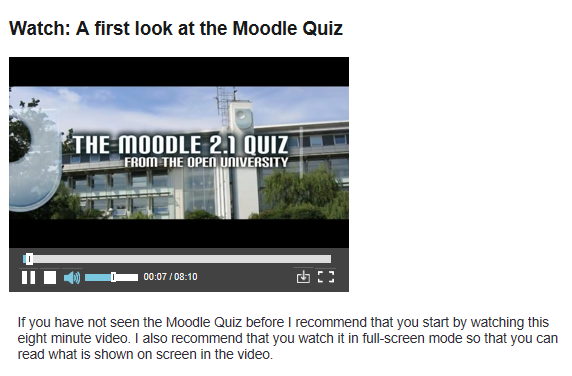 Watch: A first look at the Moodle Quiz
THE MOODLE 2.1 QUIZ
FROM THE OPEN UNIVERSITY
00:07 / 08:10
If you have not seen the Moodle Quiz before I recommend that you start by watching this
eight minute video. I also recommend that you watch it in full-screen mode so that you can
read what is shown on screen in the video.